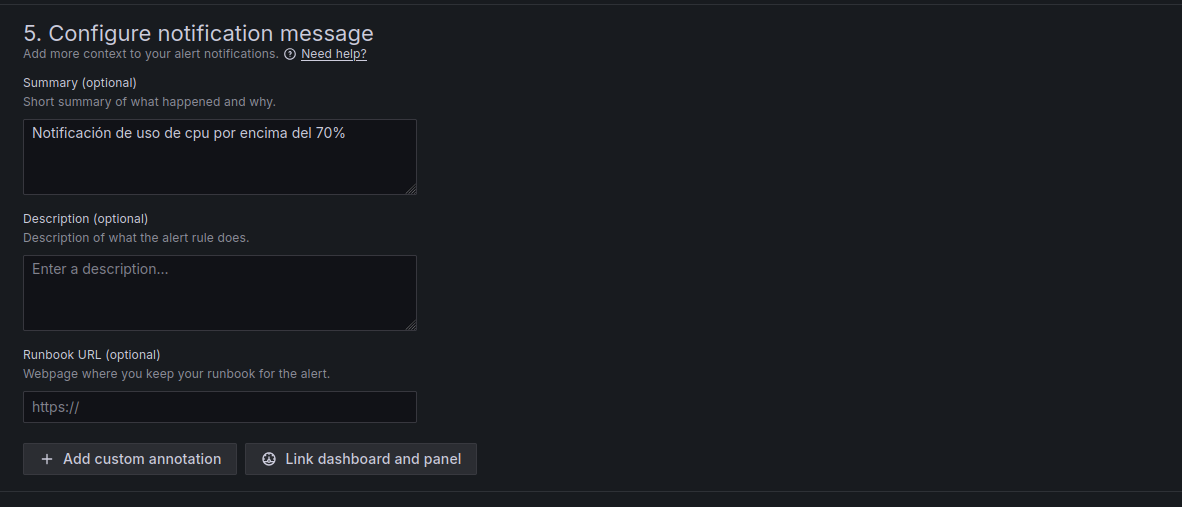 5. Configure notification message
Add more context to your alert notifications. Need help?
Summary (optional)
Short summary of what happened and why.
Notificación de uso de cpu por encima del 70%
Description (optional)
Description of what the alert rule does.
Enter a description...
Runbook URL (optional)
Webpage where you keep your runbook for the alert.
https://
+ Add custom annotation Link dashboard and panel